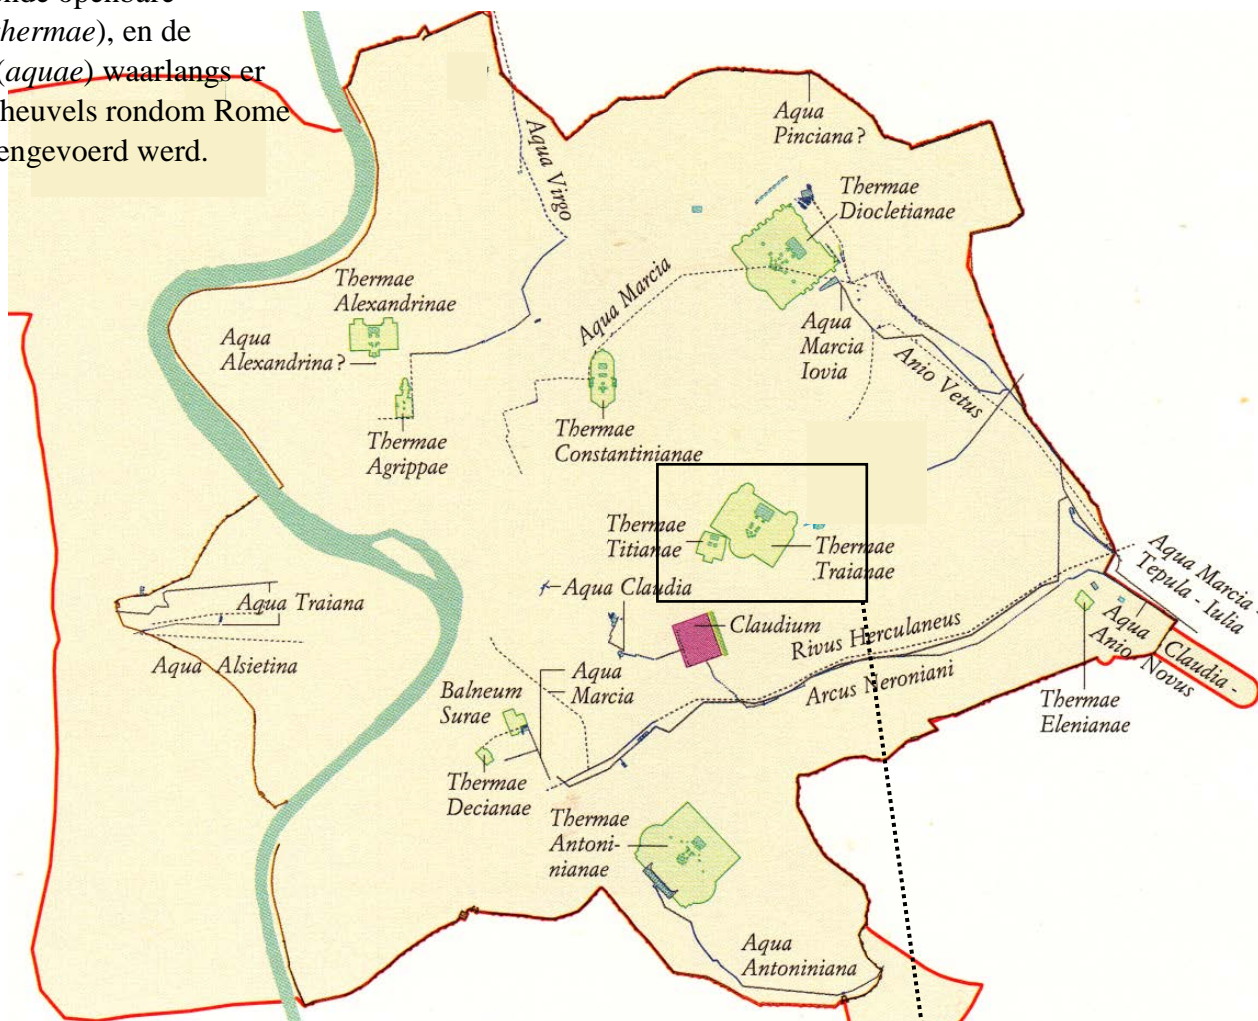 ende openbare
thermae), en de
(aquae) waarlangs er
heuvels rondom Rome
engevoerd werd.
Aqua
Pinciana?
Aqua Virgo
Thermae
Diocletianae
Thermae
Alexandrinae
Aqua Marcia
Aqua
Alexandrina?
Aqua
Marcia
Iovia
Anio Vetus
Thermae
Agrippae
Thermae
Constantinianae
Thermae
Titianae
Thermae
Traianae
Aqua Marcia -
Tepula - Iulia
Aqua Claudia
Aqua Traiana
Claudium
Rivus Herculaneus
Aqua Claudia -
Anio Novus
Aqua Alsietina
Aqua
Marcia
Arcus Neroniani
Balneum
Surae
Thermae
Elenianae
Thermae
Decianae
Thermae
Antoni-
nianae
Aqua
Antoniniana